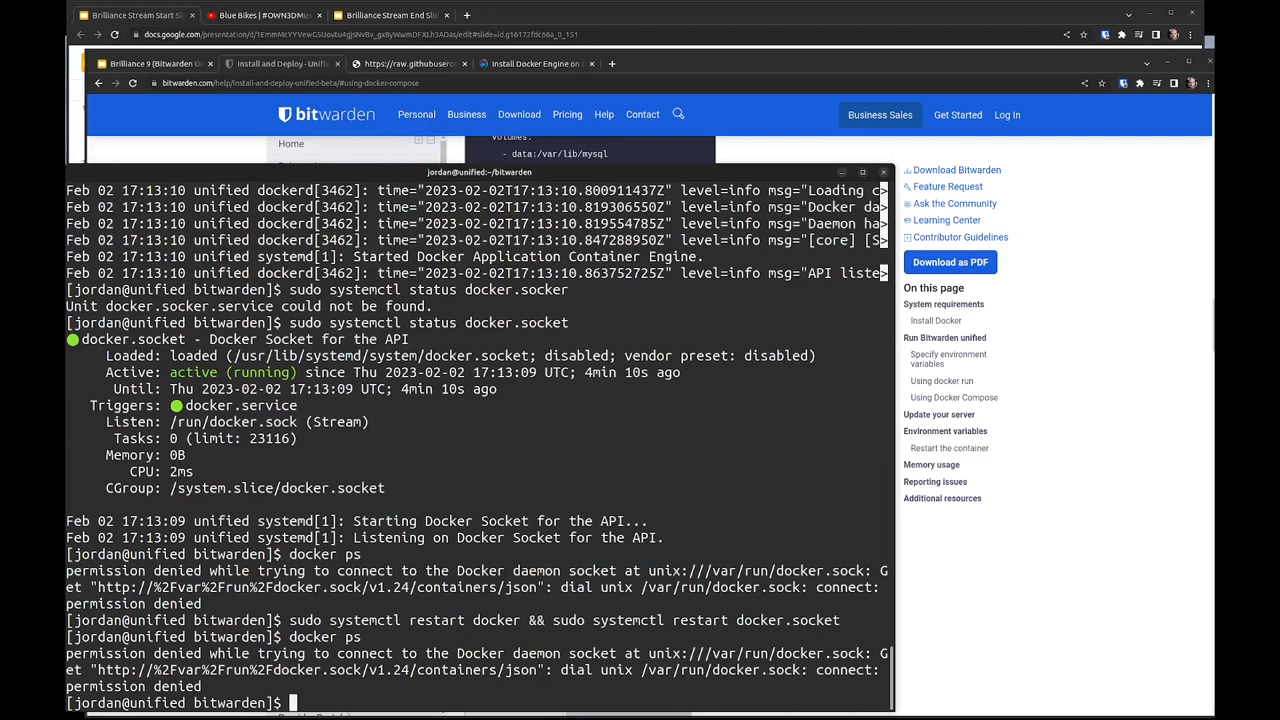 Brilliance Stream Start Slid
Blue Bikes | #OWN3DMus
Brilliance Stream End Slid
docs.google.com/presentation/d/1EmmMcYYVewGSUovtu4gjsNvBv_gx8yWwmDFXLh3ADas/edit#slide=id.g16172fdc66a_0_151
Brilliance 9 (Bitwarden U
Install and Deploy - Unifie
https://raw.githubuserco
Install Docker Engine on C
bitwarden.com/help/install-and-deploy-unified-beta/#using-docker-compose
bitwarden
Personal
Business
Download
Pricing
Help
Contact
Business Sales
Get Started
Log In
Home
volumes:
- data:/var/lib/mysql
jordan@unified:~/bitwarden
Feb 02 17:13:10 unified dockerd[3462]: time="2023-02-02T17:13:10.800911437Z" level=info msg="Loading c>
Feb 02 17:13:10 unified dockerd[3462]: time="2023-02-02T17:13:10.819306550Z" level=info msg="Docker da>
Feb 02 17:13:10 unified dockerd[3462]: time="2023-02-02T17:13:10.819554785Z" level=info msg="Daemon ha>
Feb 02 17:13:10 unified dockerd[3462]: time="2023-02-02T17:13:10.847288950Z" level=info msg="[core] [S>
Feb 02 17:13:10 unified systemd[1]: Started Docker Application Container Engine.
Feb 02 17:13:10 unified dockerd[3462]: time="2023-02-02T17:13:10.863752725Z" level=info msg="API liste>
[jordan@unified bitwarden]$ sudo systemctl status docker.socker
Unit docker.socker.service could not be found.
[jordan@unified bitwarden]$ sudo systemctl status docker.socket
docker.socket - Docker Socket for the API
Loaded: loaded (/usr/lib/systemd/system/docker.socket; disabled; vendor preset: disabled)
Active: active (running) since Thu 2023-02-02 17:13:09 UTC; 4min 10s ago
Until: Thu 2023-02-02 17:13:09 UTC; 4min 10s ago
Triggers: docker.service
Listen: /run/docker.sock (Stream)
Tasks: 0 (limit: 23116)
Memory: 0B
CPU: 2ms
CGroup: /system.slice/docker.socket
Feb 02 17:13:09 unified systemd[1]: Starting Docker Socket for the API...
Feb 02 17:13:09 unified systemd[1]: Listening on Docker Socket for the API.
[jordan@unified bitwarden]$ docker ps
permission denied while trying to connect to the Docker daemon socket at unix:///var/run/docker.sock: G
et "http://%2Fvar%2Frun%2Fdocker.sock/v1.24/containers/json": dial unix /var/run/docker.sock: connect:
permission denied
[jordan@unified bitwarden]$ sudo systemctl restart docker && sudo systemctl restart docker.socket
[jordan@unified bitwarden]$ docker ps
permission denied while trying to connect to the Docker daemon socket at unix:///var/run/docker.sock: G
et "http://%2Fvar%2Frun%2Fdocker.sock/v1.24/containers/json": dial unix /var/run/docker.sock: connect:
permission denied
[jordan@unified bitwarden]$
Download Bitwarden
Feature Request
Ask the Community
Learning Center
Contributor Guidelines
Download as PDF
On this page
System requirements
Install Docker
Run Bitwarden unified
Specify environment
variables
Using docker run
Using Docker Compose
Update your server
Environment variables
Restart the container
Memory usage
Reporting issues
Additional resources